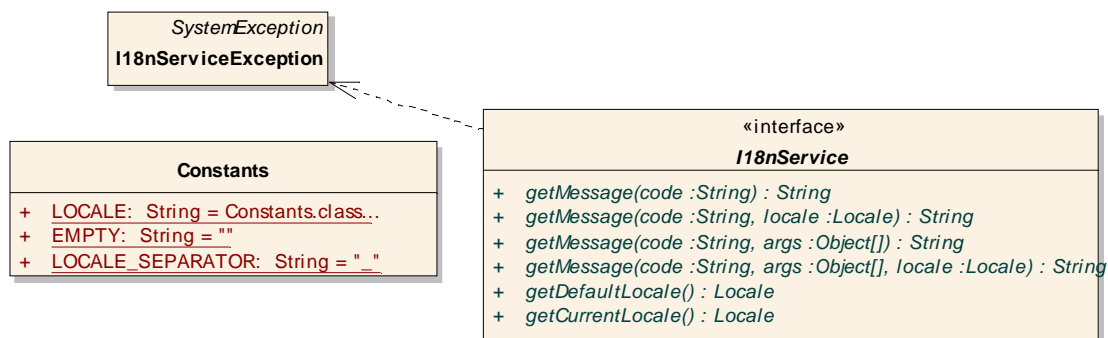 SystemException
I18nServiceException
«interface»
I18nService
+ getMessage(code :String) : String
+ getMessage(code :String, locale :Locale) : String
+ getMessage(code :String, args :Object[]) : String
+ getMessage(code :String, args :Object[], locale :Locale) : String
+ getDefaultLocale() : Locale
+ getCurrentLocale() : Locale
Constants
+ LOCALE: String = Constants.class...
+ EMPTY: String = ""
+ LOCALE_SEPARATOR: String = "_"